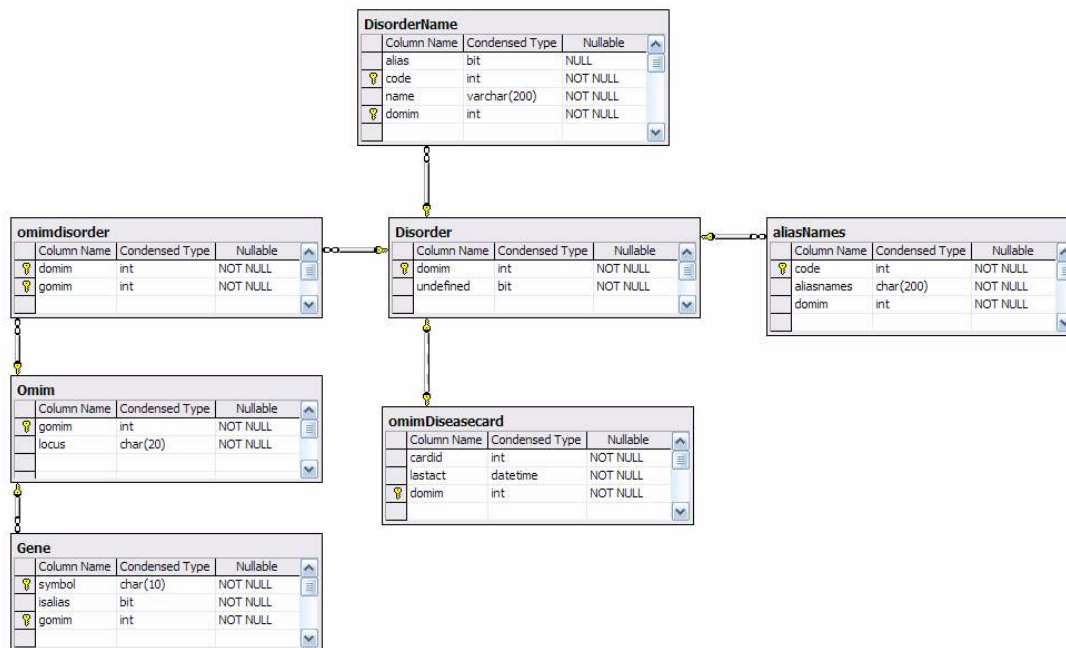 DisorderName
Column Name Condensed Type Nullable
alias bit NULL
code int NOT NULL
name varchar(200) NOT NULL
domim int NOT NULL
omimdisorder
Column Name Condensed Type Nullable
domim int NOT NULL
gomim int NOT NULL
Disorder
Column Name Condensed Type Nullable
domim int NOT NULL
undefined bit NOT NULL
aliasNames
Column Name Condensed Type Nullable
code int NOT NULL
aliasnames char(200) NOT NULL
domim int NOT NULL
Omim
Column Name Condensed Type Nullable
gomim int NOT NULL
locus char(20) NOT NULL
omimDiseasecard
Column Name Condensed Type Nullable
cardid int NOT NULL
lastact datetime NOT NULL
domim int NOT NULL
Gene
Column Name Condensed Type Nullable
symbol char(10) NOT NULL
isalias bit NOT NULL
gomim int NOT NULL